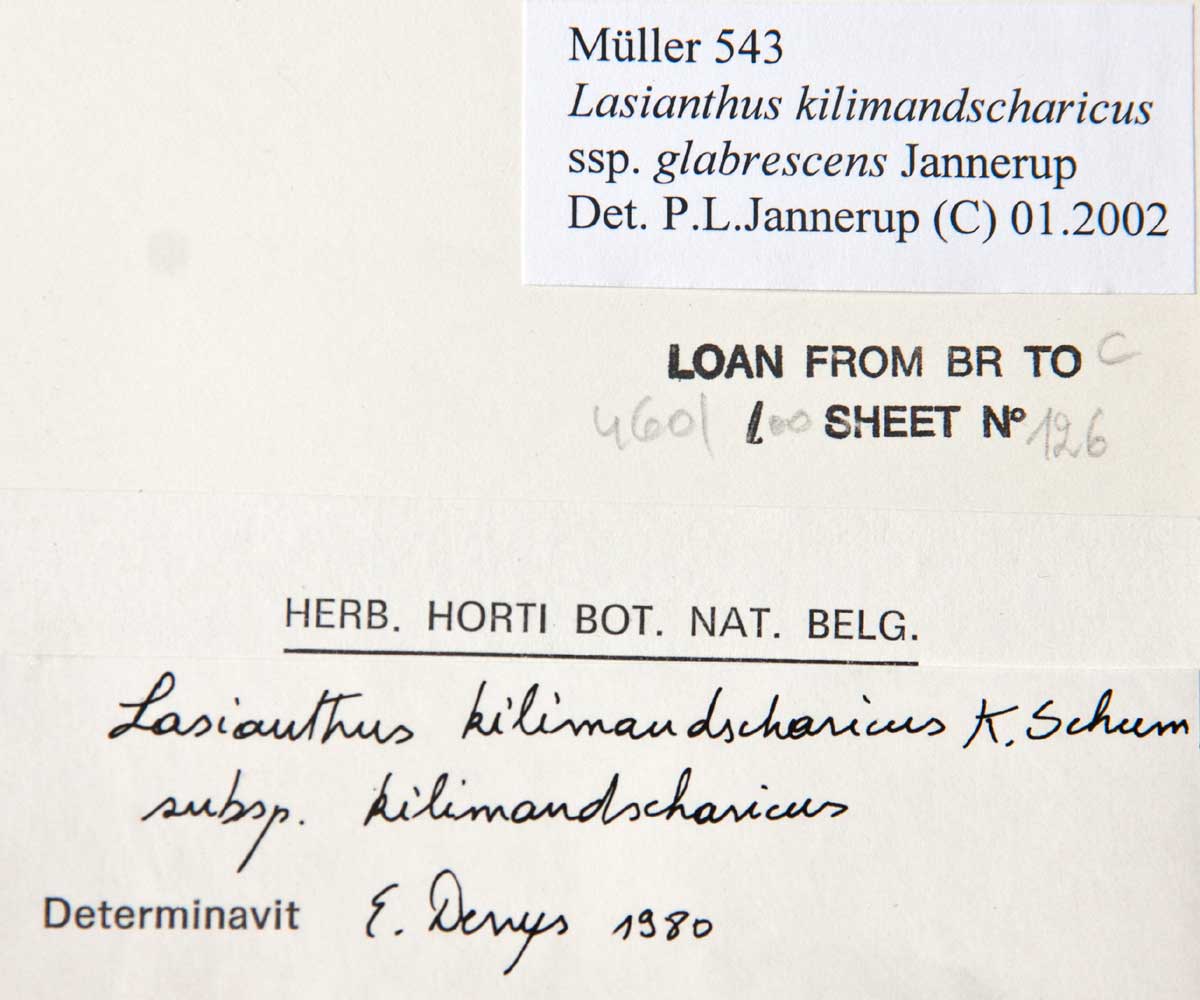 Müller 543
Lasianthus kilimandscharicus
ssp. glabrescens Jannerup
Det. P.L.Jannerup (C) 01.2002
LOAN FROM BR TO C
4601 SHEET Nº 126
HERB. HORTI BOT. NAT. BELG.
Lasianthus kilimandscharicus K. Schum
subsp. kilimandscharicus
Determinavit E. Denys 1980